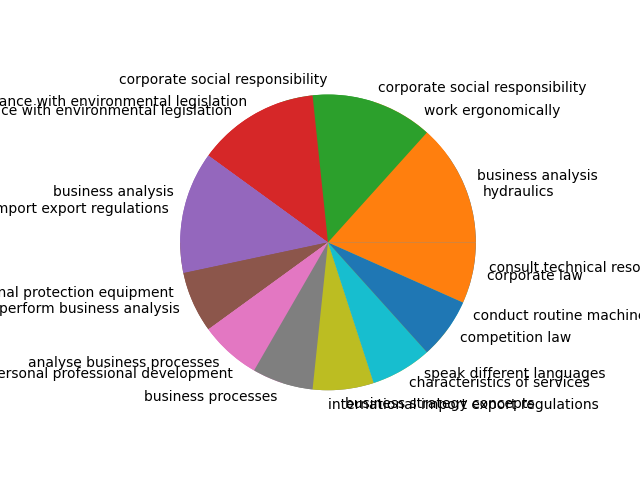 corporate social responsibility
corporate social responsibility
ance with environmental legislation
ce with environmental legislation
work ergonomically
business analysis
hydraulics
business analysis
mport export regulations
consult technical reso
corporate law
nal protection equipment
perform business analysis
conduct routine machine
competition law
analyse business processes
ersonal professional development
speak different languages
characteristics of services
business processes
business strategy concepts
international import export regulations